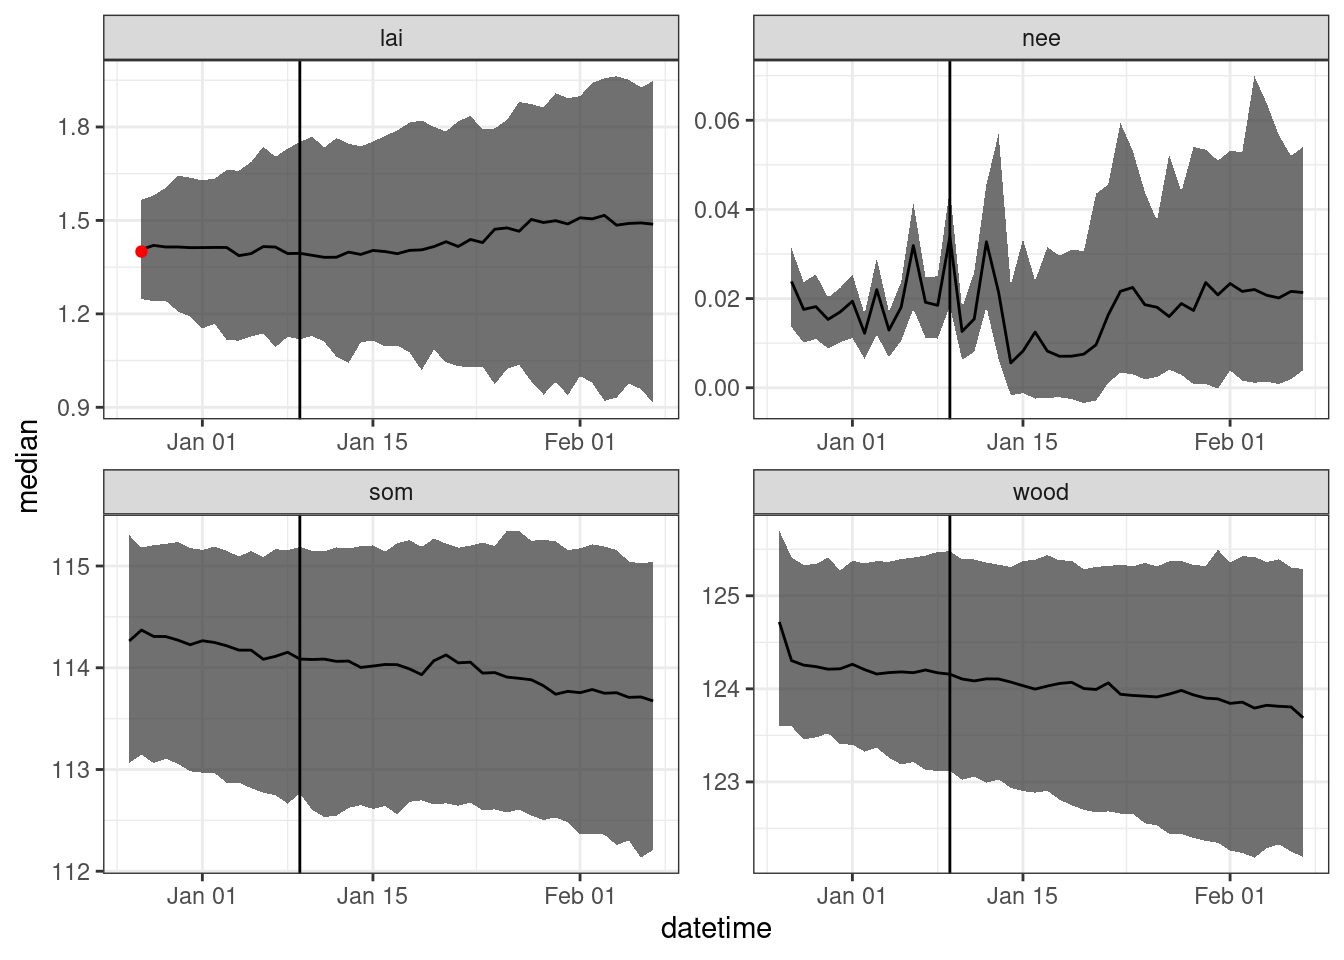 lai
nee
1.8
1.5
1.2
0.9
0.06
0.04
0.02
0.00
Jan 01 Jan 15 Feb 01
Jan 01 Jan 15 Feb 01
median
som
wood
115
114
113
112
125
124
123
Jan 01 Jan 15 Feb 01
Jan 01 Jan 15 Feb 01
datetime